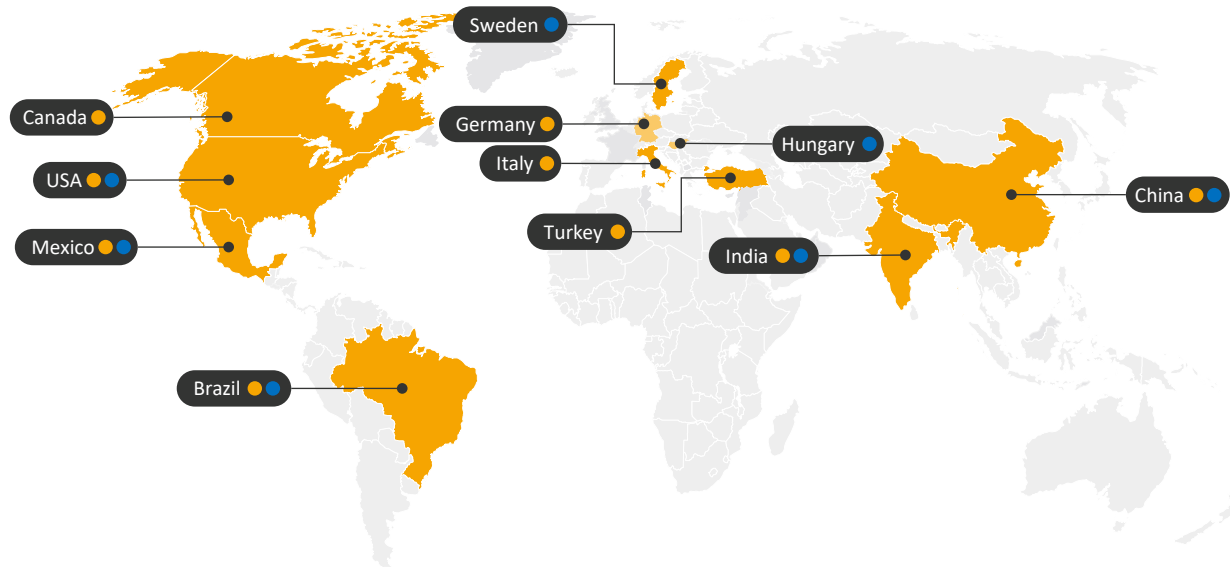 Sweden
Canada
Germany
Hungary
Italy
USA
China
Turkey
Mexico
India
Brazil